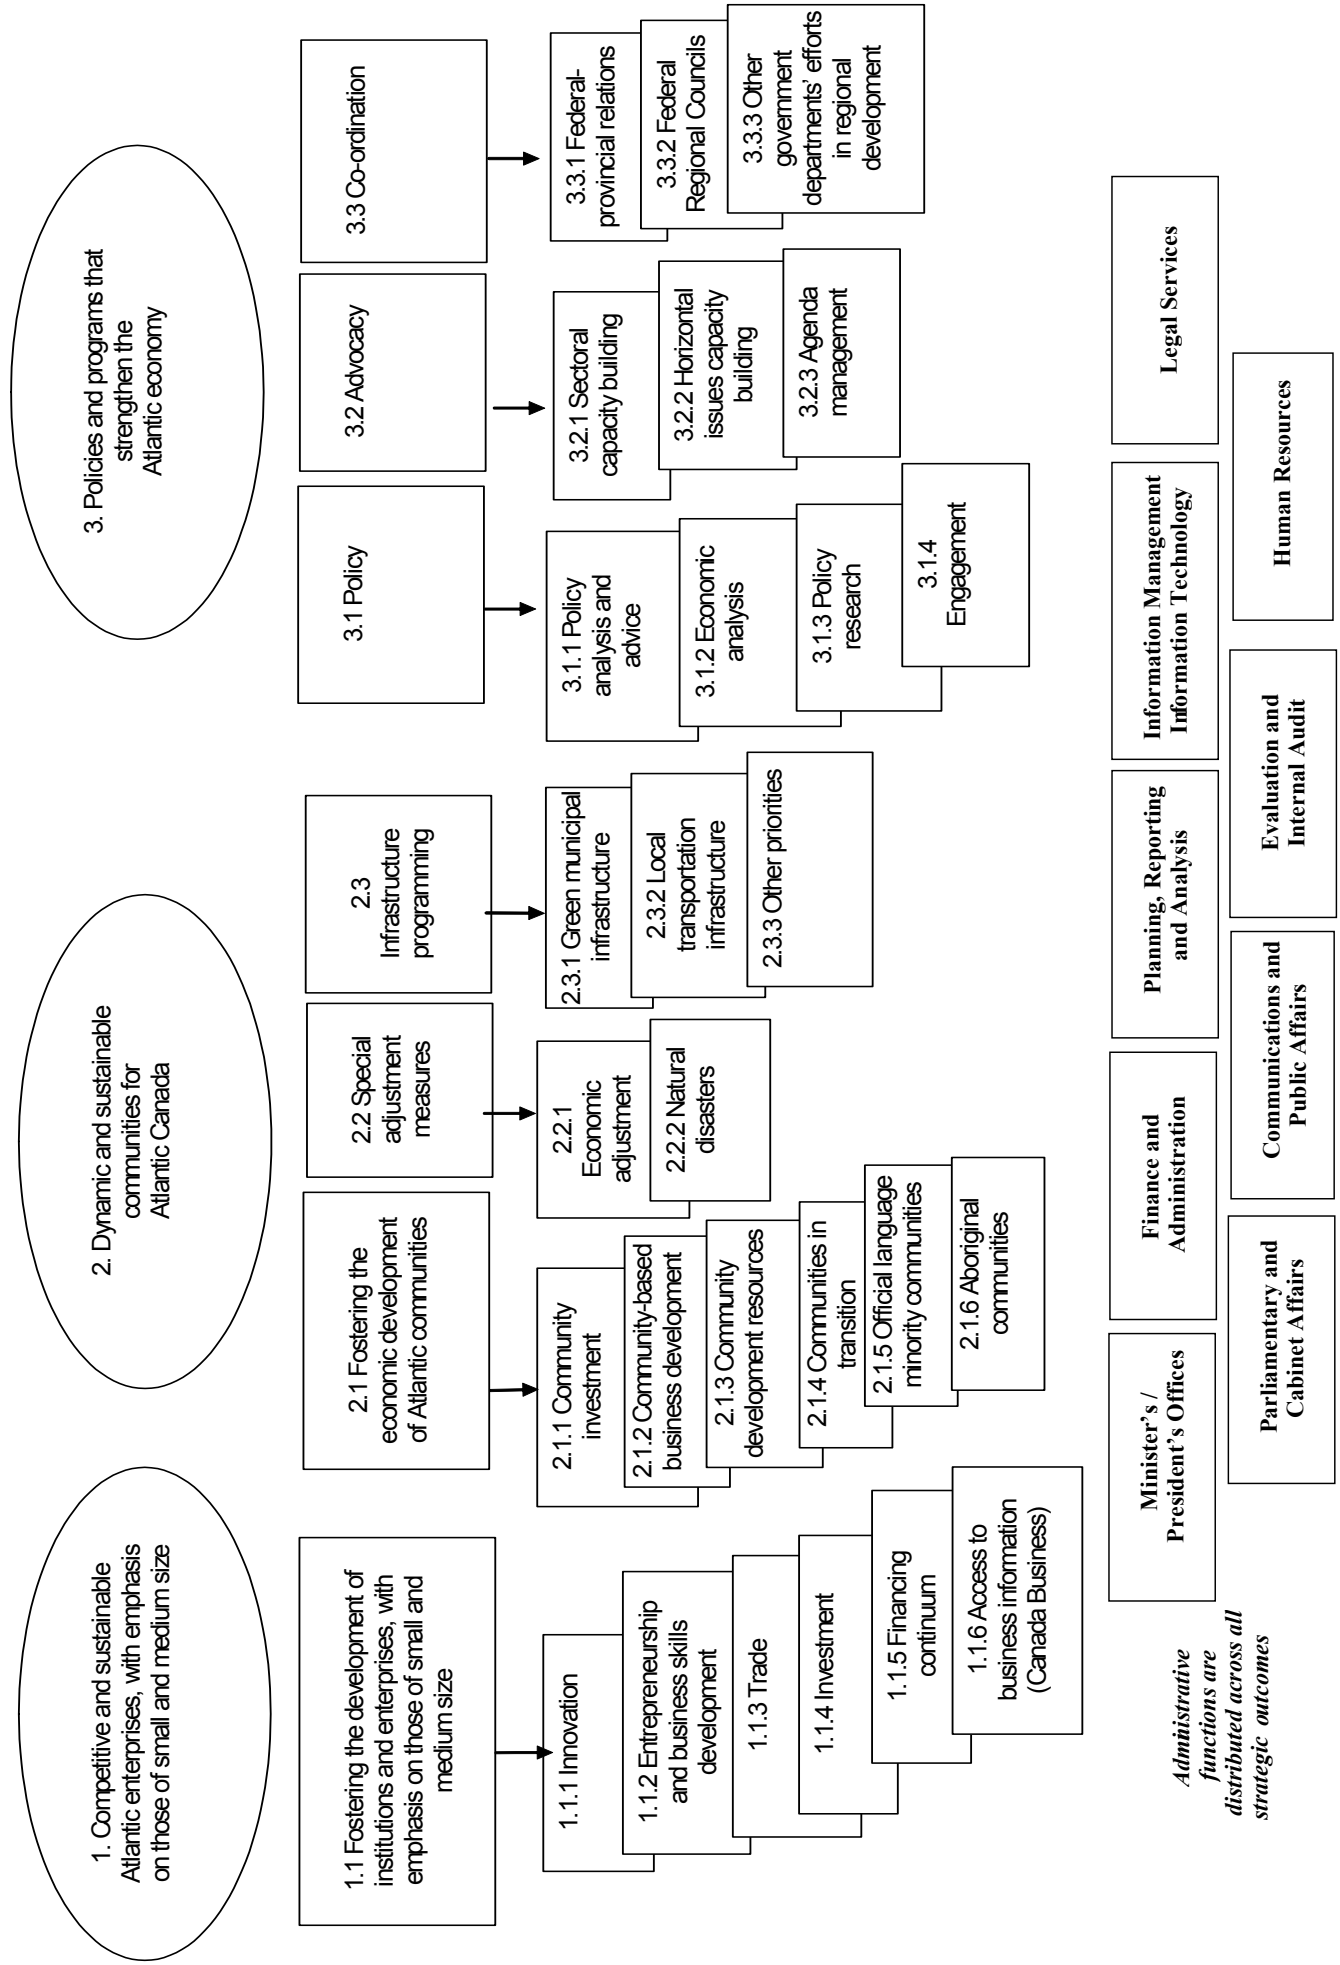 1. Competitive and sustainable
Atlantic enterprises, with emphasis
on those of small and medium size
2. Dynamic and sustainable
communities for
Atlantic Canada
3. Policies and programs that
strengthen the
Atlantic economy
1.1 Fostering the development of
institutions and enterprises, with
emphasis on those of small and
medium size
2.1 Fostering the
economic development
of Atlantic communities
2.2 Special
adjustment
measures
2.3
Infrastructure
programming
3.1 Policy
3.2 Advocacy
3.3 Co-ordination
1.1.1 Innovation
1.1.2 Entrepreneurship
and business skills
development
1.1.3 Trade
1.1.4 Investment
1.1.5 Financing
continuum
1.1.6 Access to
business information
(Canada Business)
2.1.1 Community
investment
2.1.2 Community-based
business development
2.1.3 Community
development resources
2.1.4 Communities in
transition
2.1.5 Official language
minority communities
2.1.6 Aboriginal
communities
2.2.1
Economic
adjustment
2.2.2 Natural
disasters
2.3.1 Green municipal
infrastructure
2.3.2 Local
transportation
infrastructure
2.3.3 Other priorities
3.1.1 Policy
analysis and
advice
3.1.2 Economic
analysis
3.1.3 Policy
research
3.1.4
Engagement
3.2.1 Sectoral
capacity building
3.2.2 Horizontal
issues capacity
building
3.2.3 Agenda
management
3.3.1 Federal-
provincial relations
3.3.2 Federal
Regional Councils
3.3.3 Other
government
departments' efforts
in regional
development
Administrative
functions are
distributed across all
strategic outcomes
Minister's /
President's Offices
Finance and
Administration
Planning, Reporting
and Analysis
Information Management
Information Technology
Legal Services
Parliamentary and
Cabinet Affairs
Communications and
Public Affairs
Evaluation and
Internal Audit
Human Resources